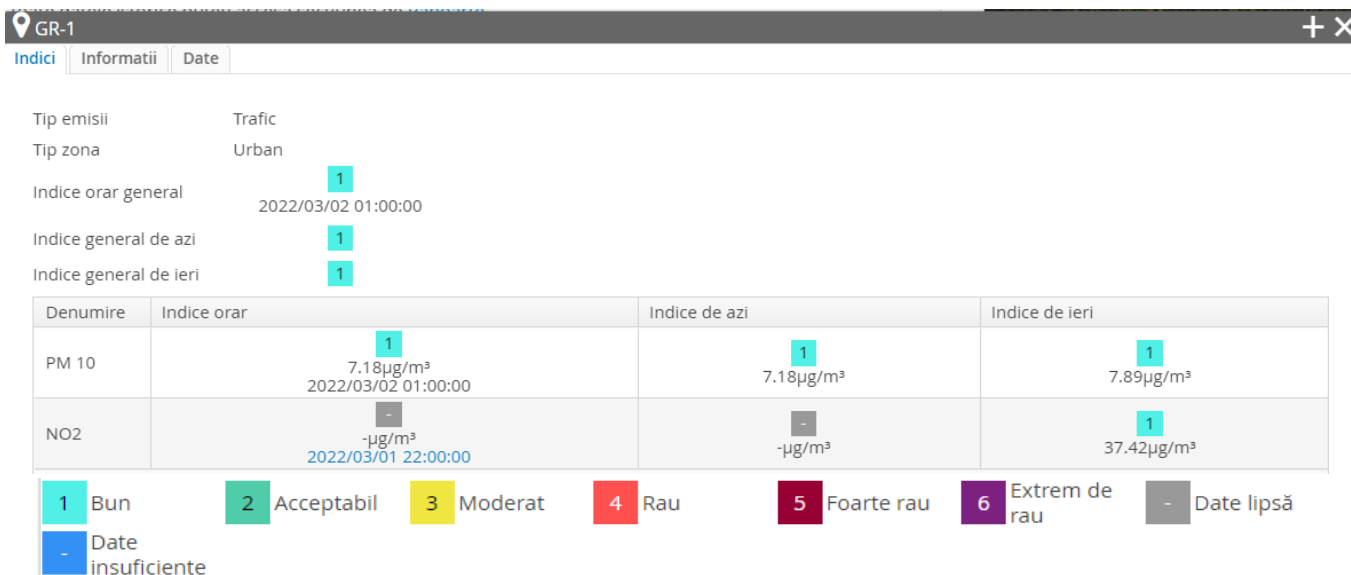 GR-1
Indici Informatii Date
Tip emisii Trafic
Tip zona Urban
Indice orar general 1
2022/03/02 01:00:00
Indice general de azi 1
Indice general de ieri 1
Denumire Indice orar Indice de azi Indice de ieri
PM 10 1 7.18µg/m³ 2022/03/02 01:00:00 1 7.18µg/m³ 1 7.89µg/m³
NO2 - -µg/m³ 2022/03/01 22:00:00 - -µg/m³ 1 37.42µg/m³
1 Bun 2 Acceptabil 3 Moderat 4 Rau 5 Foarte rau 6 Extrem de rau - Date lipsă
- Date insuficiente